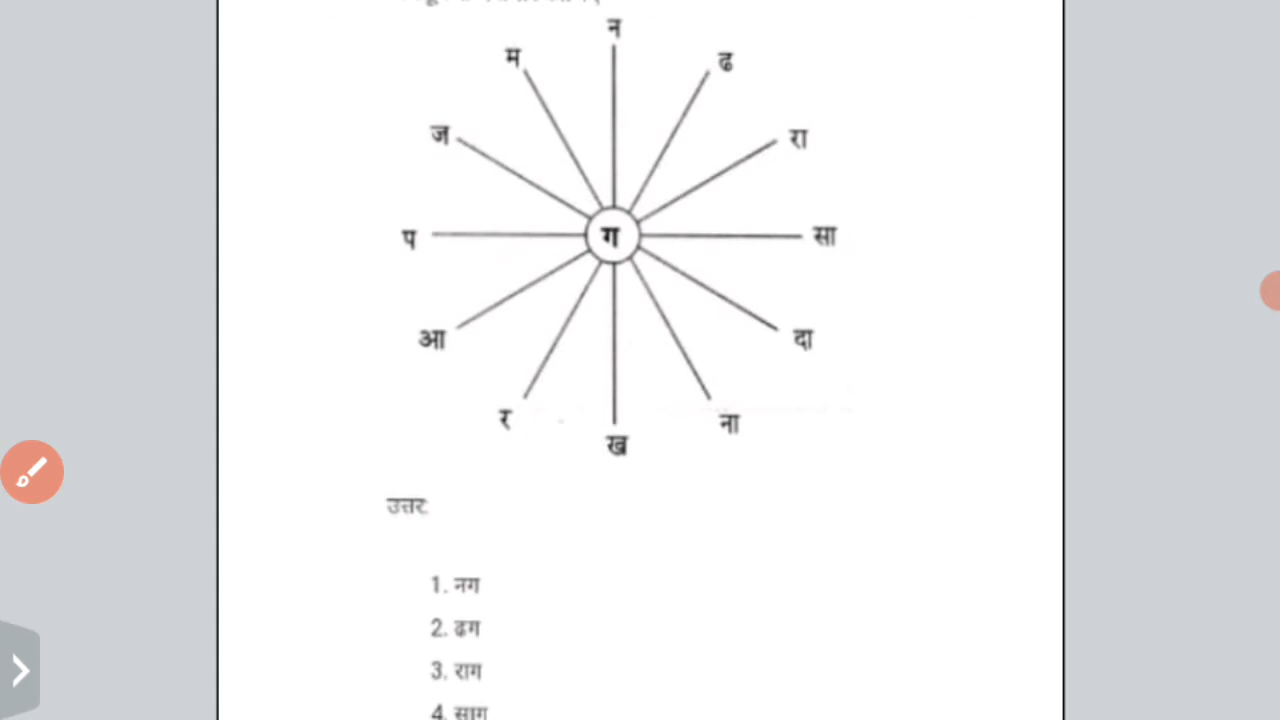 न
म
ढ
ज
रा
प
ग
सा
आ
दा
र
ना
ख
उत्तर:
1. नग
2. ढग
3. राग
4. साग